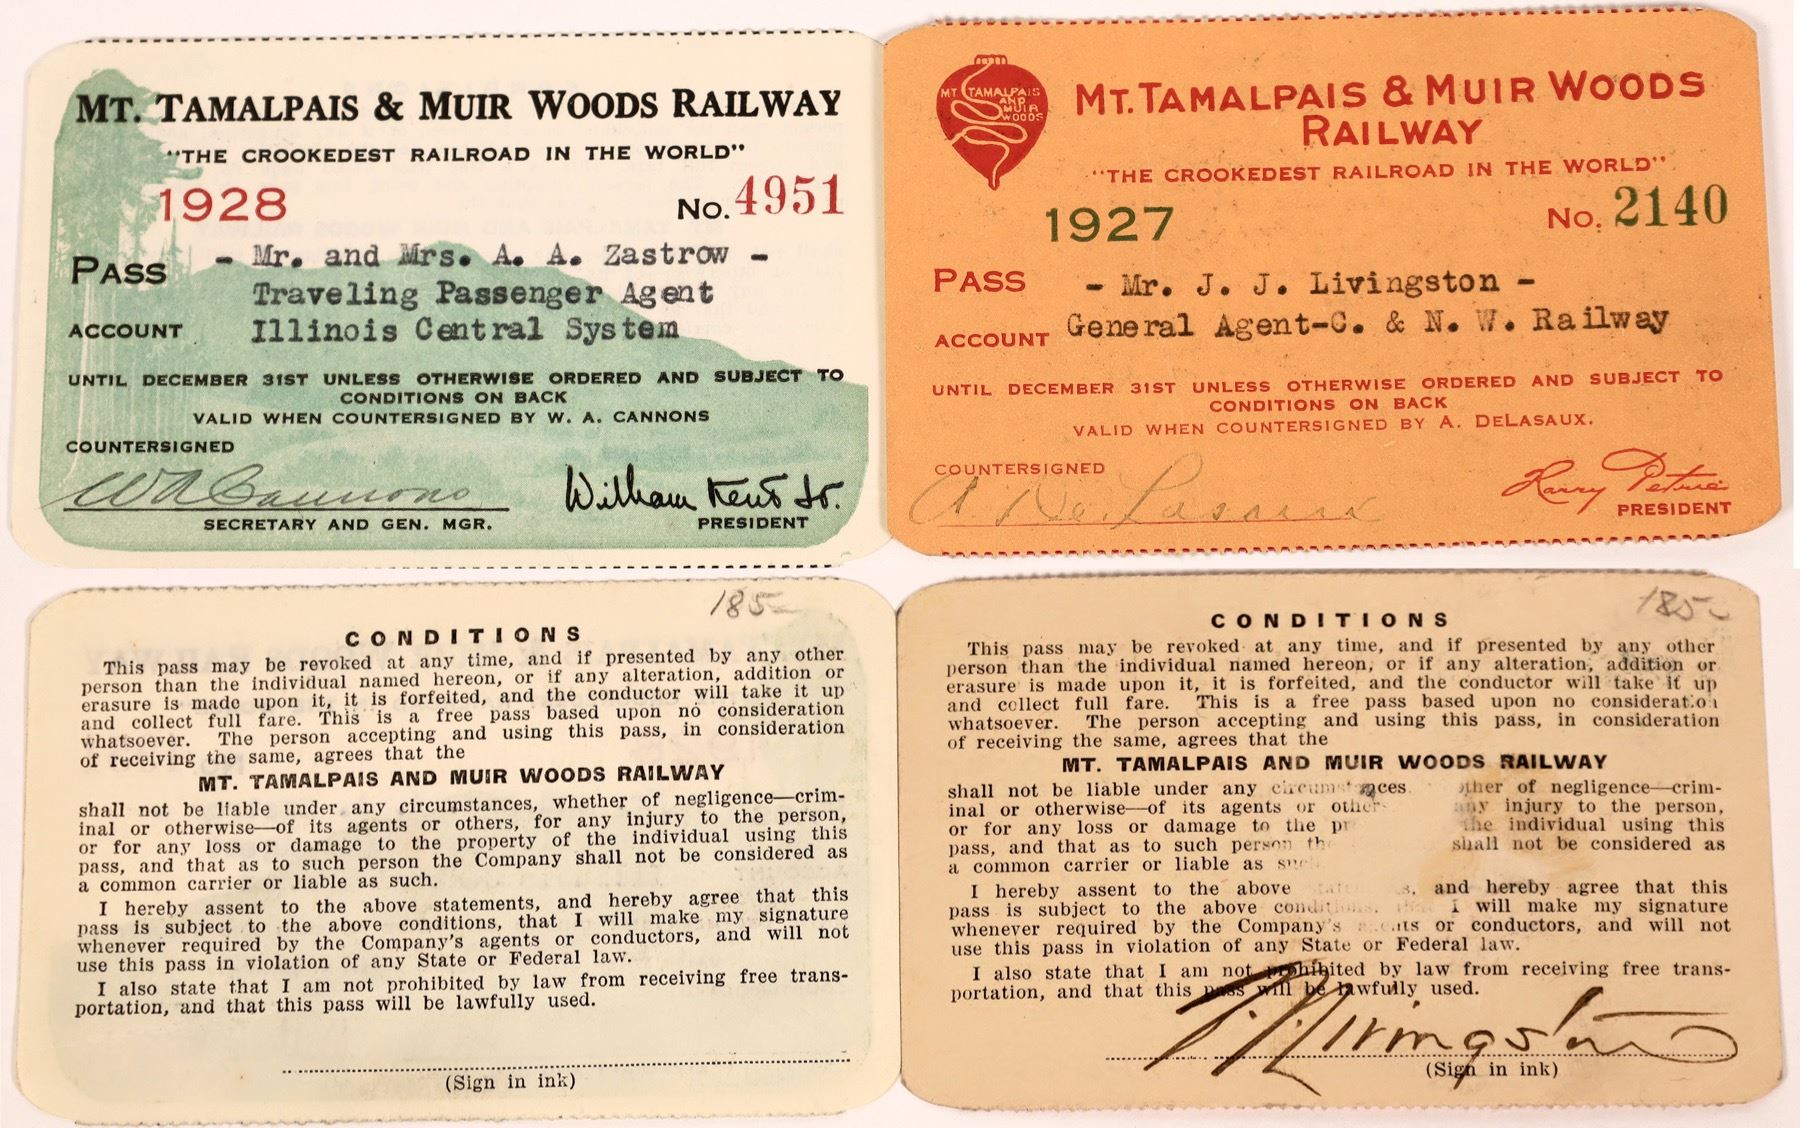 MT. TAMALPAIS & MUIR WOODS RAILWAY
"THE CROOKEDEST RAILROAD IN THE WORLD"
1928 No. 4951
PASS - Mr. and Mrs. A. A. Zastrow -
Traveling Passenger Agent
ACCOUNT Illinois Central System
UNTIL DECEMBER 31ST UNLESS OTHERWISE ORDERED AND SUBJECT TO
CONDITIONS ON BACK
VALID WHEN COUNTERSIGNED BY W. A. CANNONS
COUNTERSIGNED
W A Cannons William Kent Jr.
SECRETARY AND GEN. MGR. PRESIDENT
MT. TAMALPAIS
AND
MUIR
WOODS
MT. TAMALPAIS & MUIR WOODS
RAILWAY
"THE CROOKEDEST RAILROAD IN THE WORLD"
1927 No. 2140
PASS - Mr. J. J. Livingston -
ACCOUNT General Agent-C. & N. W. Railway
UNTIL DECEMBER 31ST UNLESS OTHERWISE ORDERED AND SUBJECT TO
CONDITIONS ON BACK
VALID WHEN COUNTERSIGNED BY A. DELASAUX.
COUNTERSIGNED
A. De Lasaux
PRESIDENT
185-
CONDITIONS
This pass may be revoked at any time, and if presented by any other
person than the individual named hereon, or if any alteration, addition or
erasure is made upon it, it is forfeited, and the conductor will take it up
and collect full fare. This is a free pass based upon no consideration
whatsoever. The person accepting and using this pass, in consideration
of receiving the same, agrees that the
MT. TAMALPAIS AND MUIR WOODS RAILWAY
shall not be liable under any circumstances, whether of negligence—crim-
inal or otherwise—of its agents or others, for any injury to the person,
or for any loss or damage to the property of the individual using this
pass, and that as to such person the Company shall not be considered as
a common carrier or liable as such.
I hereby assent to the above statements, and hereby agree that this
pass is subject to the above conditions, that I will make my signature
whenever required by the Company's agents or conductors, and will not
use this pass in violation of any State or Federal law.
I also state that I am not prohibited by law from receiving free trans-
portation, and that this pass will be lawfully used.
(Sign in ink)
185-
CONDITIONS
This pass may be revoked at any time, and if presented by any other
person than the individual named hereon, or if any alteration, addition or
erasure is made upon it, it is forfeited, and the conductor will take it up
and collect full fare. This is a free pass based upon no consideration
whatsoever. The person accepting and using this pass, in consideration
of receiving the same, agrees that the
MT. TAMALPAIS AND MUIR WOODS RAILWAY
shall not be liable under any of negligence—crim-
inal or otherwise—of its agents or injury to the person,
or for any loss or damage to the the individual using this
pass, and that as to such person shall not be considered as
a common carrier or liable as
I hereby assent to the above and hereby agree that this
pass is subject to the above I will make my signature
whenever required by the Company's or conductors, and will not
use this pass in violation of any State or Federal law.
I also state that I am not prohibited by law from receiving free trans-
portation, and that this pass will be lawfully used.
J. J. Livingston
(Sign in ink)